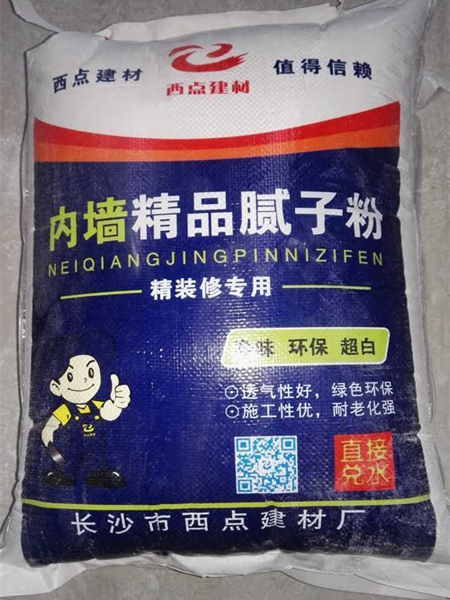 西点建材
西点建材
值得信赖
内墙精品腻子粉
NEIQIANGJINGPINNIZIFEN
精装修专用
味 环保 超白
⊙透气性好，绿色环保
⊙施工性优，耐老化强
直接
兑水
长沙市西点建材厂